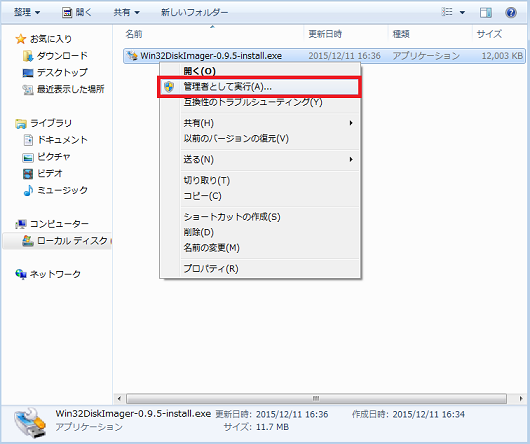 整理 開く 共有 新しいフォルダー
名前 更新日時 種類 サイズ
お気に入り
ダウンロード
デスクトップ
最近表示した場所
ライブラリ
ドキュメント
ピクチャ
ビデオ
ミュージック
コンピューター
ローカル ディスク (
ネットワーク
Win32DiskImager-0.9.5-install.exe 2015/12/11 16:36 アプリケーション 12,003 KB
開く(O)
管理者として実行(A)...
互換性のトラブルシューティング(Y)
共有(H)
以前のバージョンの復元(V)
送る(N)
切り取り(T)
コピー(C)
ショートカットの作成(S)
削除(D)
名前の変更(M)
プロパティ(R)
Win32DiskImager-0.9.5-install.exe 更新日時: 2015/12/11 16:36 作成日時: 2015/12/11 16:34
アプリケーション サイズ: 11.7 MB